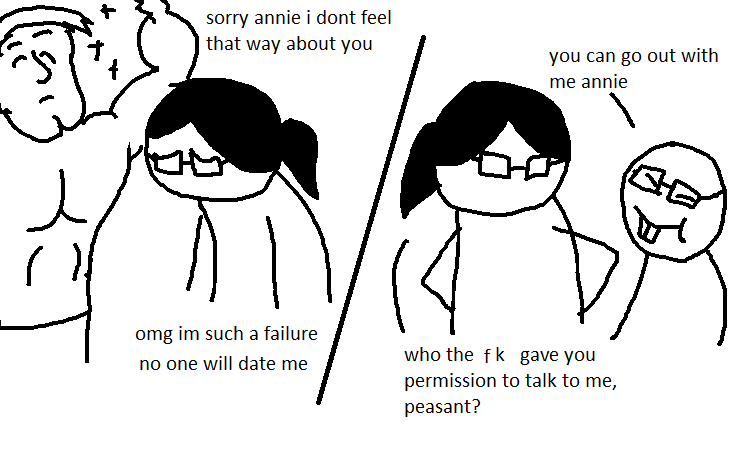 sorry annie i dont feel
that way about you
omg im such a failure
no one will date me
you can go out with
me annie
who the f k gave you
permission to talk to me,
peasant?